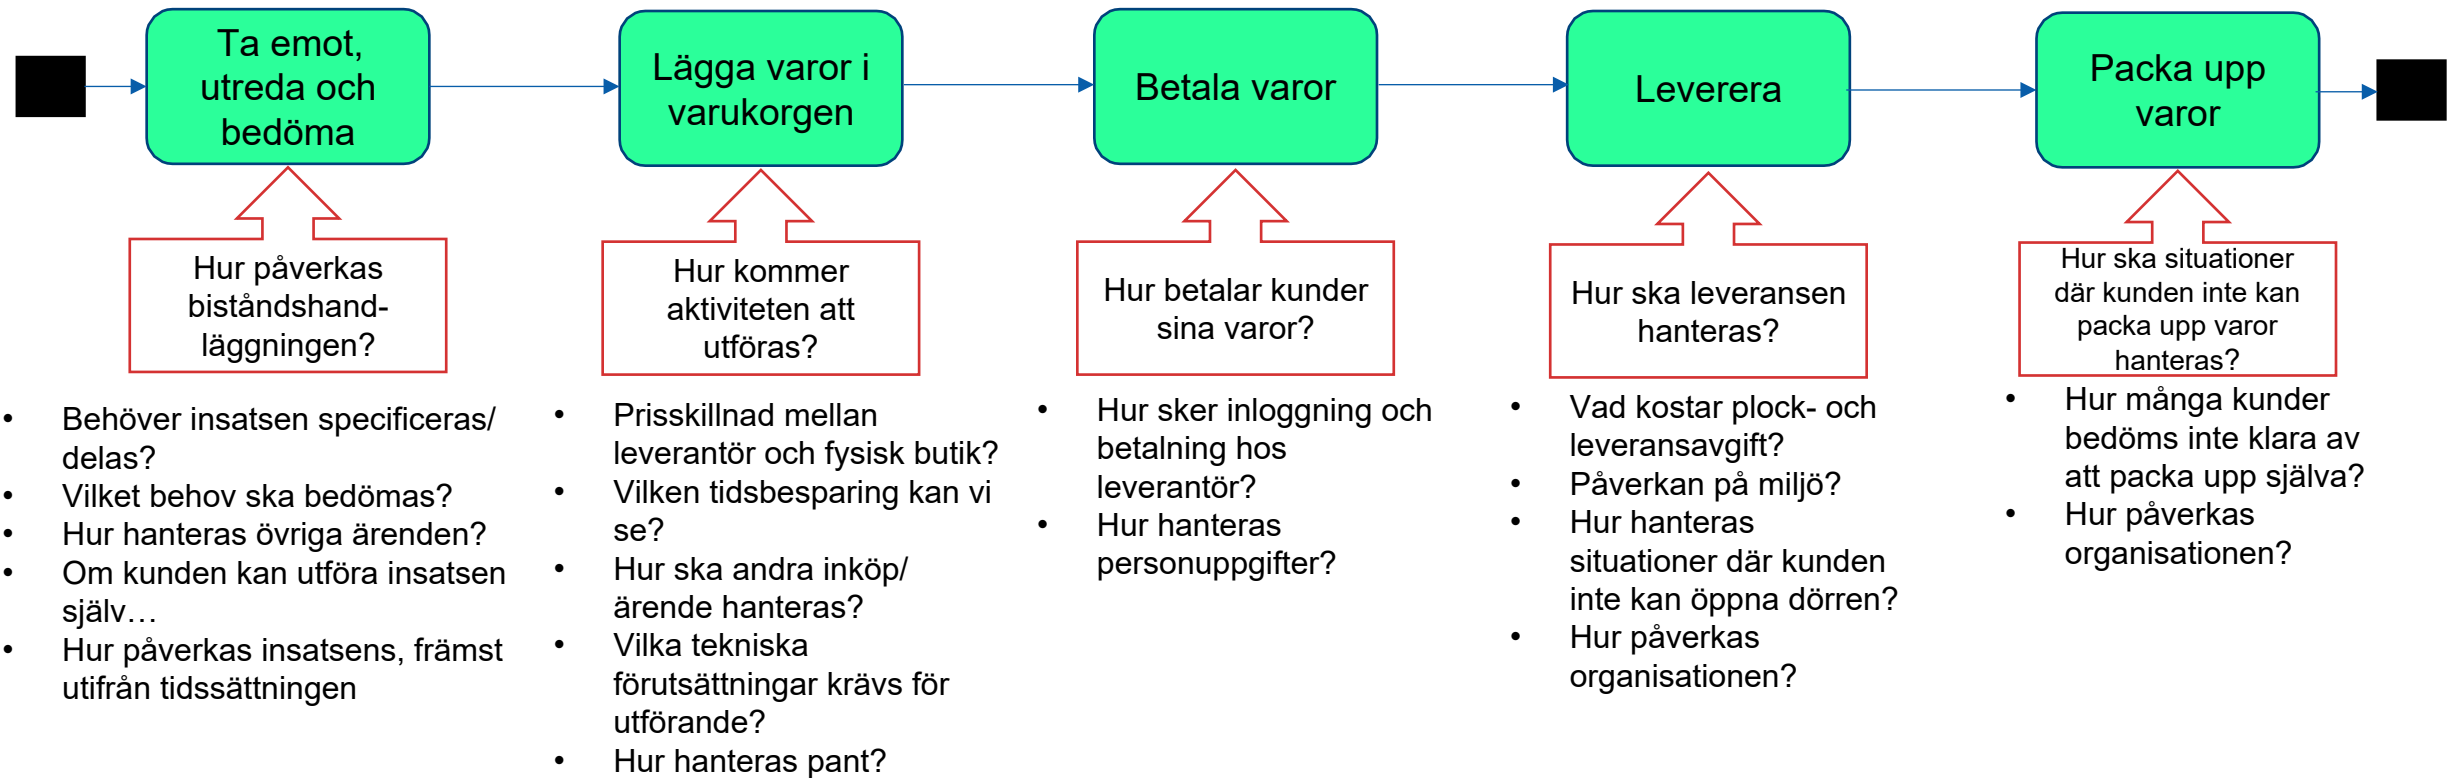 Ta emot,
utreda och
bedöma
Lägga varor i
varukorgen
Betala varor
Leverera
Packa upp
varor
Hur påverkas
biståndshand-
läggningen?
Hur kommer
aktiviteten att
utföras?
Hur betalar kunder
sina varor?
Hur ska leveransen
hanteras?
Hur ska situationer
där kunden inte kan
packa upp varor
hanteras?
• Behöver insatsen specificeras/
delas?
• Vilket behov ska bedömas?
• Hur hanteras övriga ärenden?
• Om kunden kan utföra insatsen
själv…
• Hur påverkas insatsens, främst
utifrån tidssättningen
• Prisskillnad mellan
leverantör och fysisk butik?
• Vilken tidsbesparing kan vi
se?
• Hur ska andra inköp/
ärende hanteras?
• Vilka tekniska
förutsättningar krävs för
utförande?
• Hur hanteras pant?
• Hur sker inloggning och
betalning hos
leverantör?
• Hur hanteras
personuppgifter?
• Vad kostar plock- och
leveransavgift?
• Påverkan på miljö?
• Hur hanteras
situationer där kunden
inte kan öppna dörren?
• Hur påverkas
organisationen?
• Hur många kunder
bedöms inte klara av
att packa upp själva?
• Hur påverkas
organisationen?